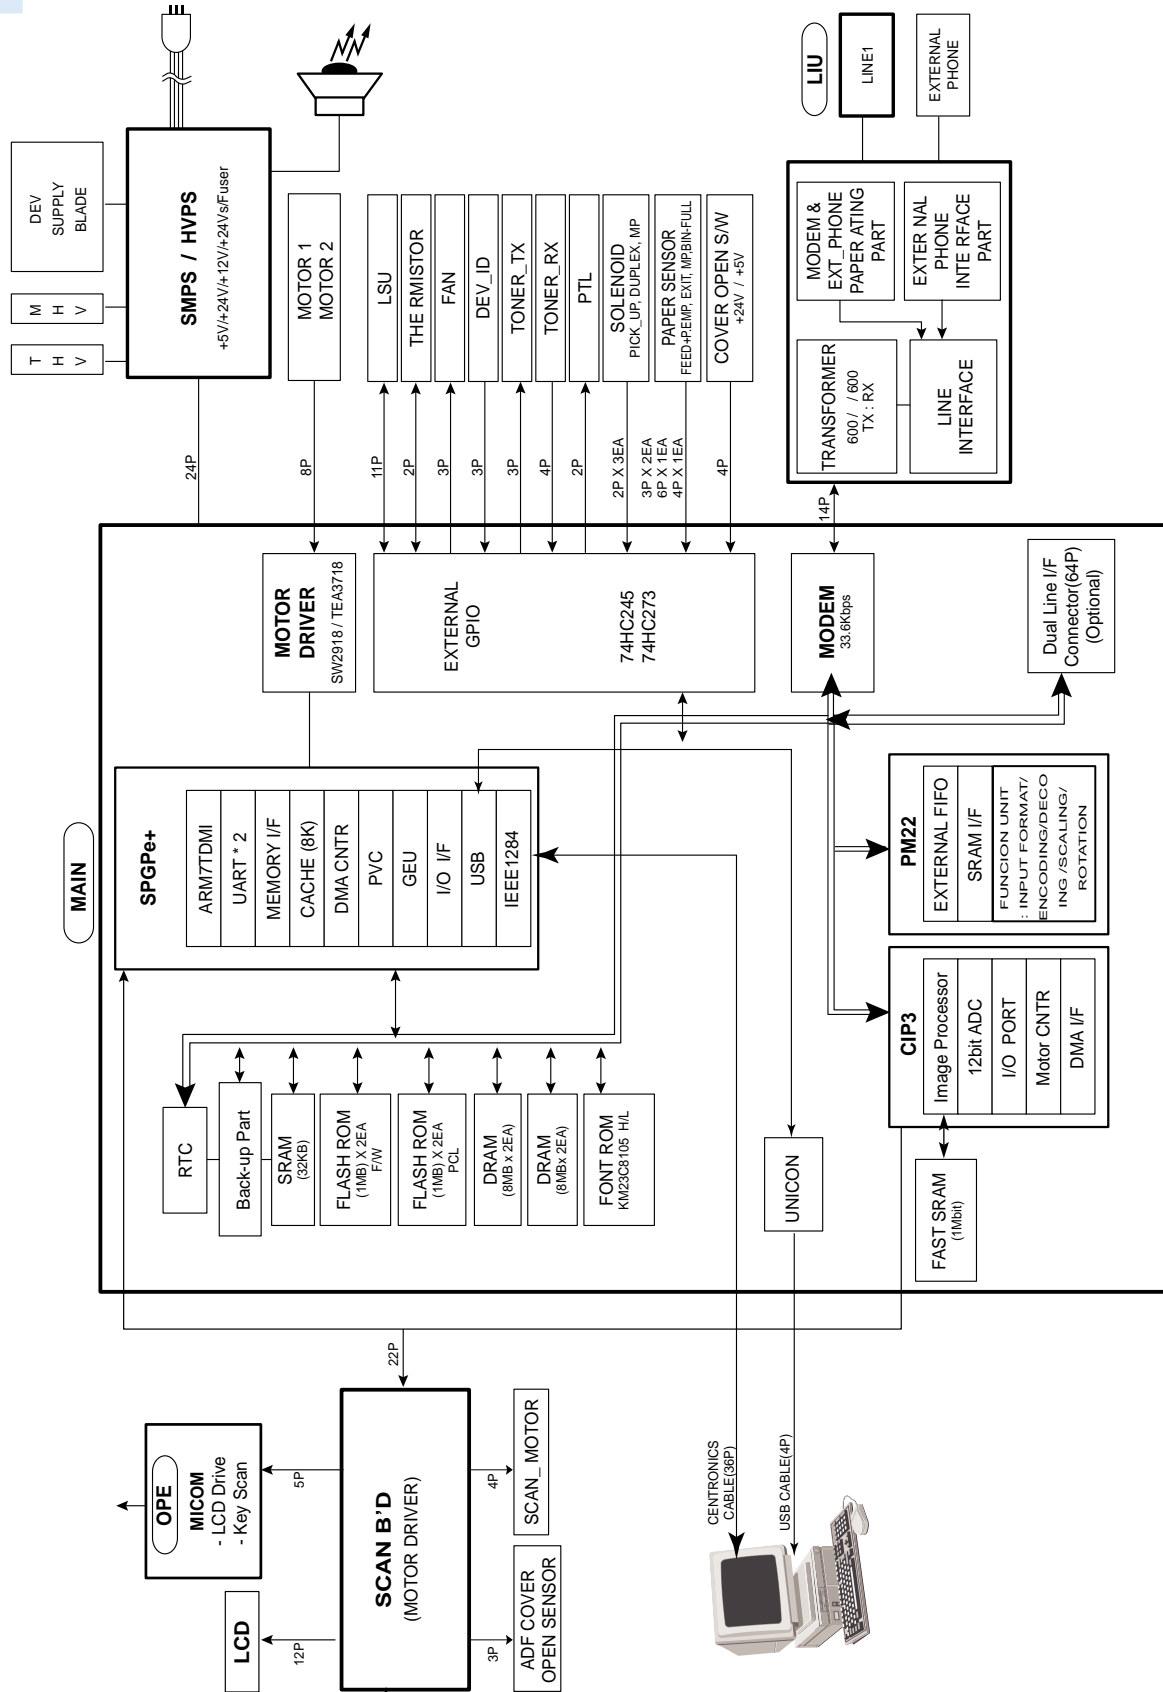 OPE
MICOM
- LCD Drive
- Key Scan
LCD
5P
12P
SCAN B'D
(MOTOR DRIVER)
4P
3P
SCAN_ MOTOR
ADF COVER
OPEN SENSOR
22P
CENTRONICS
CABLE(36P)
USB CABLE(4P)
MAIN
RTC
Back-up Part
SRAM
(32KB)
FLASH ROM
(1MB) X 2EA
F/W
FLASH ROM
(1MB) X 2EA
PCL
DRAM
(8MB x 2EA)
DRAM
(8MBx 2EA)
FONT ROM
KM23C8105 H/L
UNICON
FAST SRAM
(1Mbit)
SPGPe+
ARM7TDMI
UART * 2
MEMORY I/F
CACHE (8K)
DMA CNTR
PVC
GEU
I/O I/F
USB
IEEE1284
CIP3
Image Processor
12bit ADC
I/O PORT
Motor CNTR
DMA I/F
PM22
EXTERNAL FIFO
SRAM I/F
FUNCION UNIT
: INPUT FORMAT/
ENCODING/DECO
ING /SCALING/
ROTATION
MOTOR
DRIVER
SW2918 / TEA3718
EXTERNAL
GPIO
74HC245
74HC273
MODEM
33.6Kbps
Dual Line I/F
Connector(64P)
(Optional)
24P
8P
11P
2P
3P
3P
3P
4P
2P
2P X 3EA
3P X 2EA
6P X 1EA
4P X 1EA
4P
14P
T
H
V
M
H
V
DEV
SUPPLY
BLADE
SMPS / HVPS
+5V/+24V/+12V/+24Vs/Fuser
MOTOR 1
MOTOR 2
LSU
THE RMISTOR
FAN
DEV_ID
TONER_TX
TONER_RX
PTL
SOLENOID
PICK_UP, DUPLEX, MP
PAPER SENSOR
FEED+P.EMP, EXIT, MP,BIN-FULL
COVER OPEN S/W
+24V / +5V
TRANSFORMER
600 / / 600
TX : RX
LINE
INTERFACE
MODEM &
EXT_PHONE
PAPER ATING
PART
EXTER NAL
PHONE
INTE RFACE
PART
LIU
LINE1
EXTERNAL
PHONE